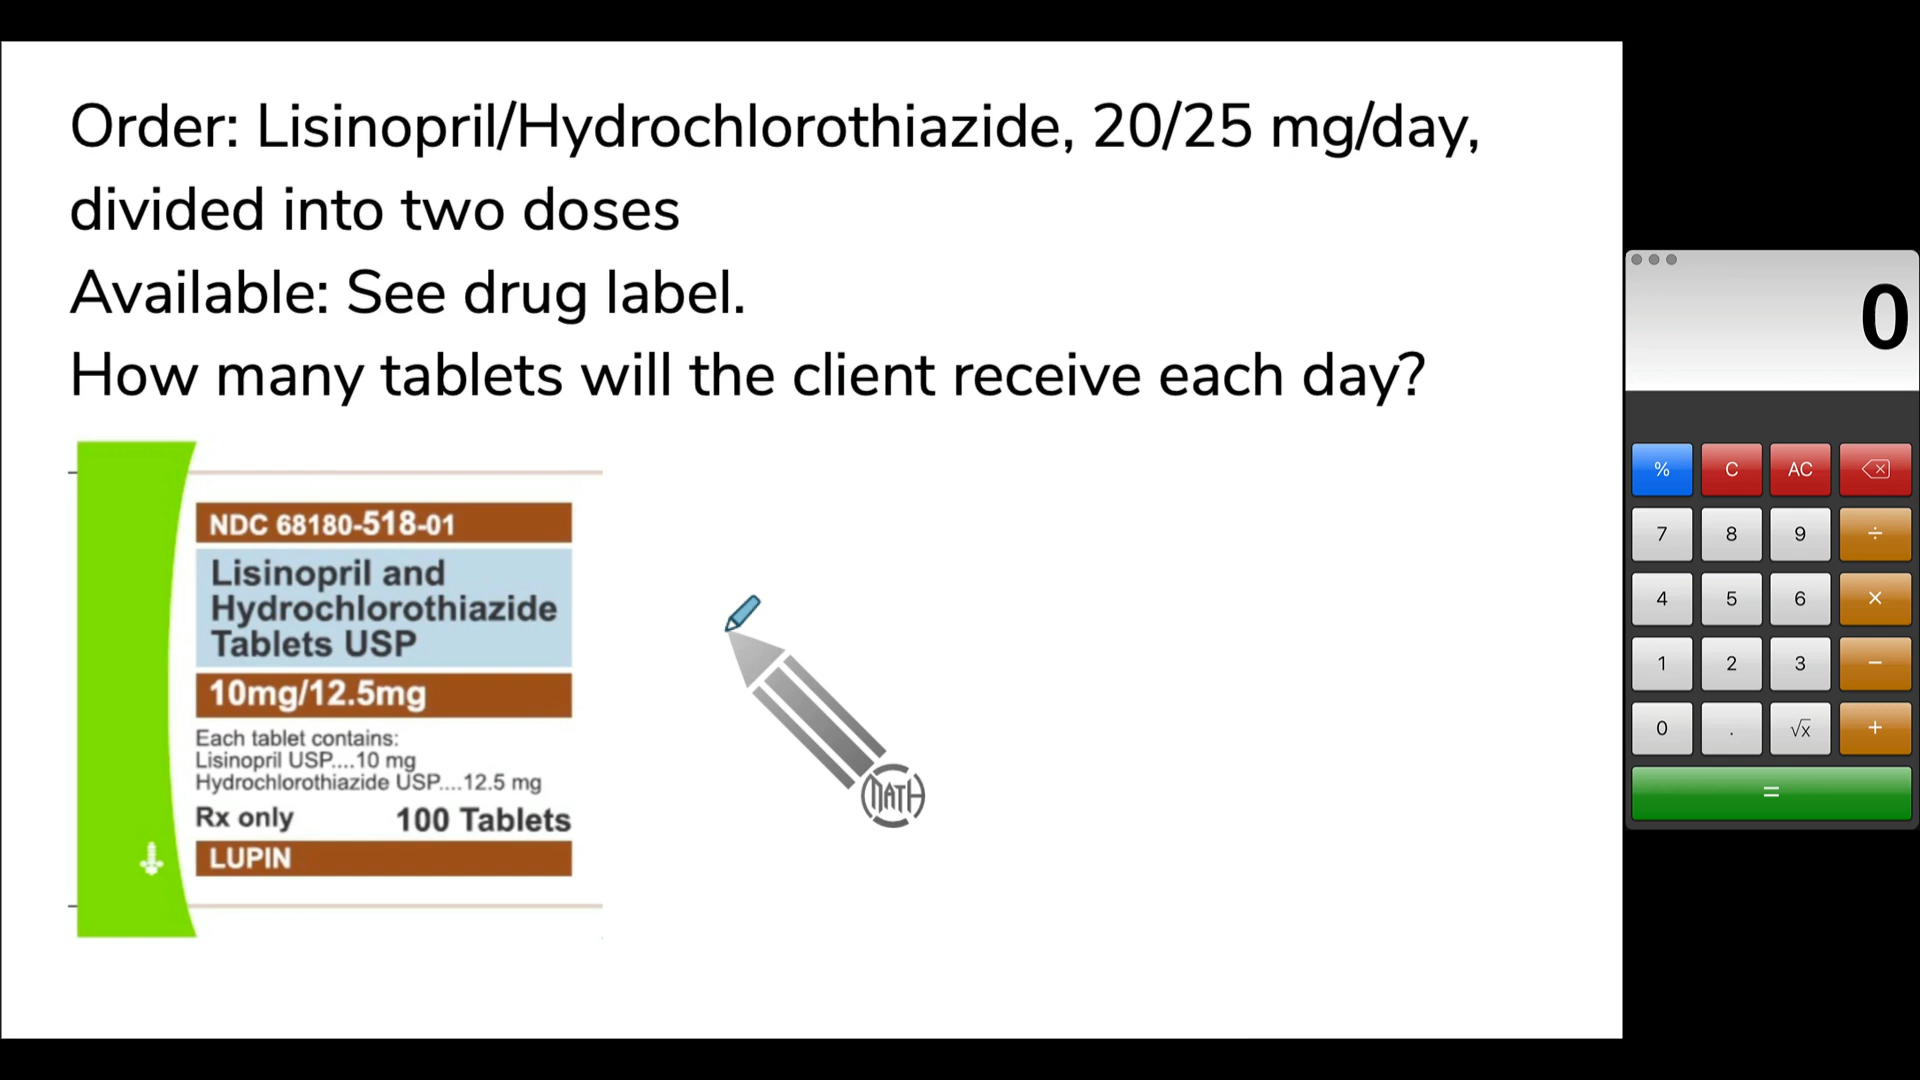 Order: Lisinopril/Hydrochlorothiazide, 20/25 mg/day,
divided into two doses
Available: See drug label.
How many tablets will the client receive each day?
NDC 68180-518-01
Lisinopril and
Hydrochlorothiazide
Tablets USP
10mg/12.5mg
Each tablet contains:
Lisinopril USP....10 mg
Hydrochlorothiazide USP....12.5 mg
Rx only 100 Tablets
LUPIN
MATH
0
% C AC
7 8 9 ÷
4 5 6 ×
1 2 3 −
0 . √x +
=